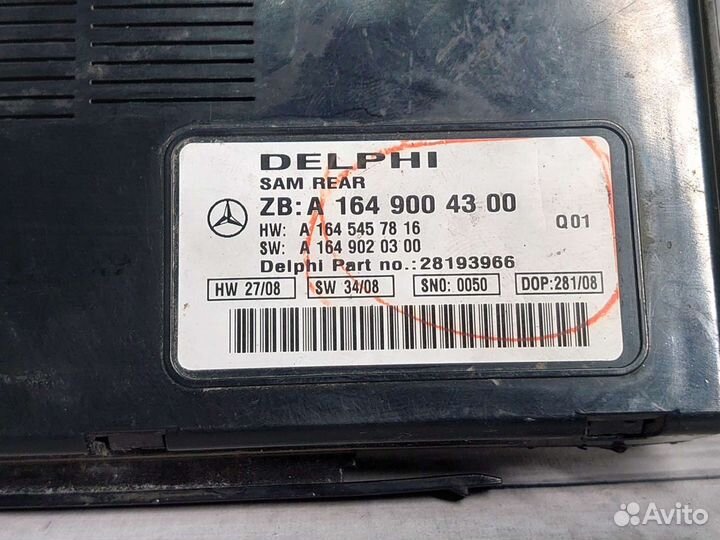 DELPHI
SAM REAR
ZB: A 164 900 43 00
HW: A 164 545 78 16
SW: A 164 902 03 00
Q01
Delphi Part no.:28193966
HW 27/08 SW 34/08 SNO: 0050 DOP:281/08
Avito